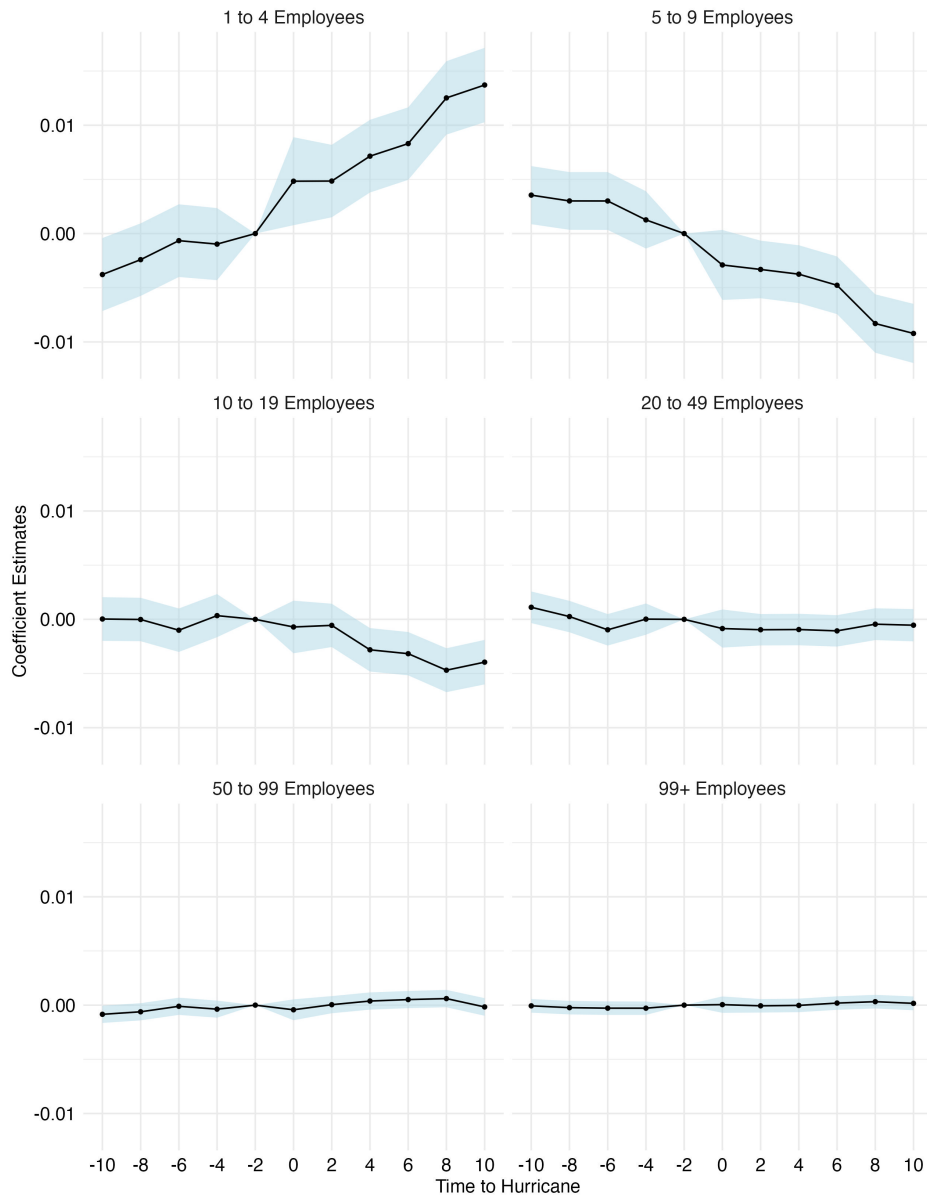 1 to 4 Employees
5 to 9 Employees
0.01
0.00
-0.01
10 to 19 Employees
20 to 49 Employees
0.01
0.00
-0.01
Coefficient Estimates
50 to 99 Employees
99+ Employees
0.01
0.00
-0.01
-10 -8 -6 -4 -2 0 2 4 6 8 10
-10 -8 -6 -4 -2 0 2 4 6 8 10
Time to Hurricane